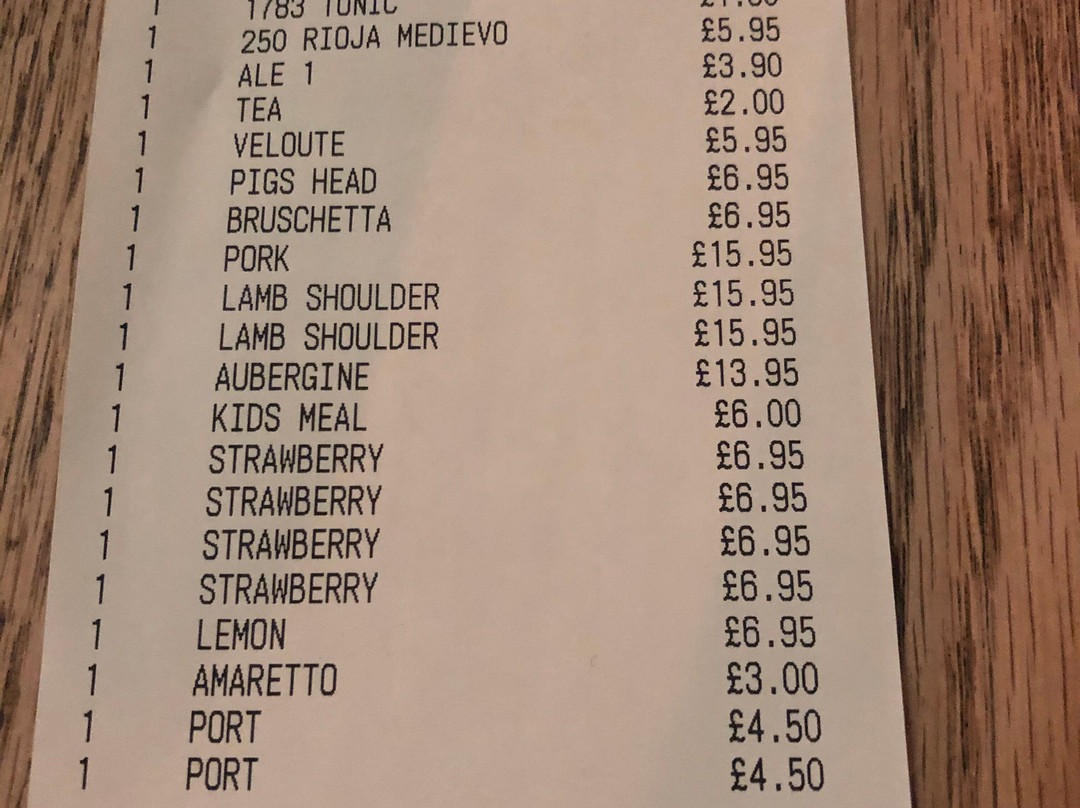 1 1783 TONIC
1 250 RIOJA MEDIEVO £5.95
1 ALE 1 £3.90
1 TEA £2.00
1 VELOUTE £5.95
1 PIGS HEAD £6.95
1 BRUSCHETTA £6.95
1 PORK £15.95
1 LAMB SHOULDER £15.95
1 LAMB SHOULDER £15.95
1 AUBERGINE £13.95
1 KIDS MEAL £6.00
1 STRAWBERRY £6.95
1 STRAWBERRY £6.95
1 STRAWBERRY £6.95
1 STRAWBERRY £6.95
1 LEMON £6.95
1 AMARETTO £3.00
1 PORT £4.50
1 PORT £4.50